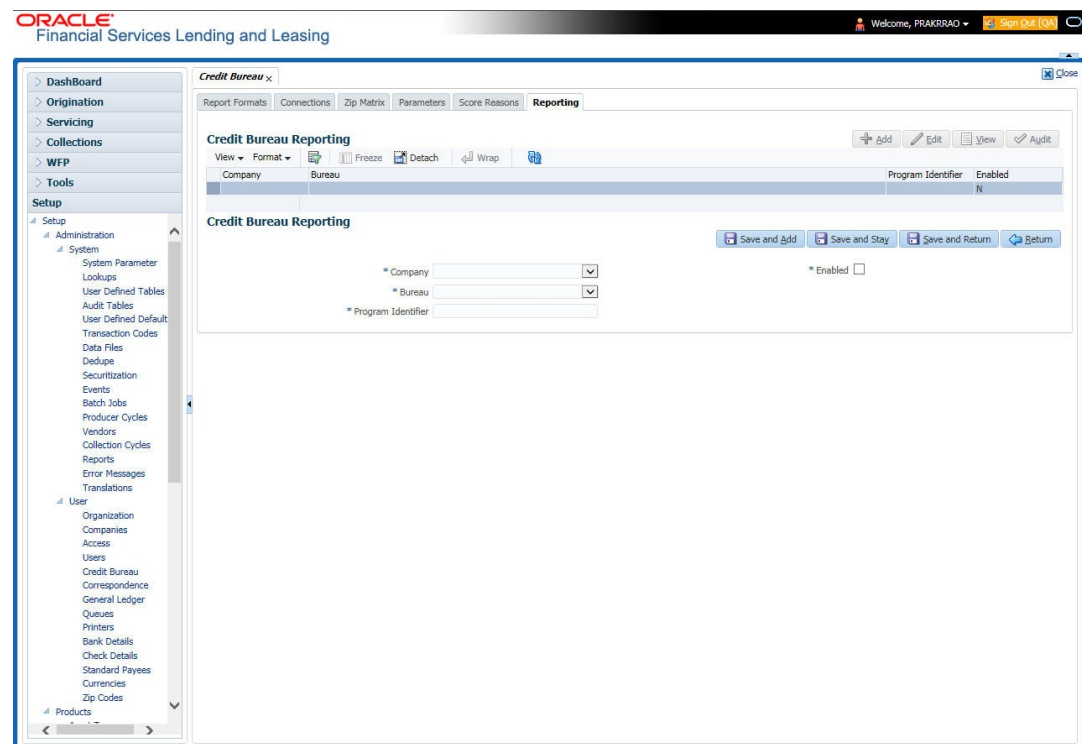 ORACLE
Financial Services Lending and Leasing
Welcome, PRAKRRAO
Sign Out [QA]
DashBoard
Origination
Servicing
Collections
WFP
Tools
Setup
Setup
Administration
System
System Parameter
Lookups
User Defined Tables
Audit Tables
User Defined Default
Transaction Codes
Data Files
Dedupe
Securitization
Events
Batch Jobs
Producer Cycles
Vendors
Collection Cycles
Reports
Error Messages
Translations
User
Organization
Companies
Access
Users
Credit Bureau
Correspondence
General Ledger
Queues
Printers
Bank Details
Check Details
Standard Payees
Currencies
Zip Codes
Products
Credit Bureau x
Close
Report Formats Connections Zip Matrix Parameters Score Reasons Reporting
Credit Bureau Reporting
Add Edit View Audit
View Format Freeze Detach Wrap
Company Bureau Program Identifier Enabled
N
Credit Bureau Reporting
Save and Add Save and Stay Save and Return Return
* Company
* Enabled
* Bureau
* Program Identifier